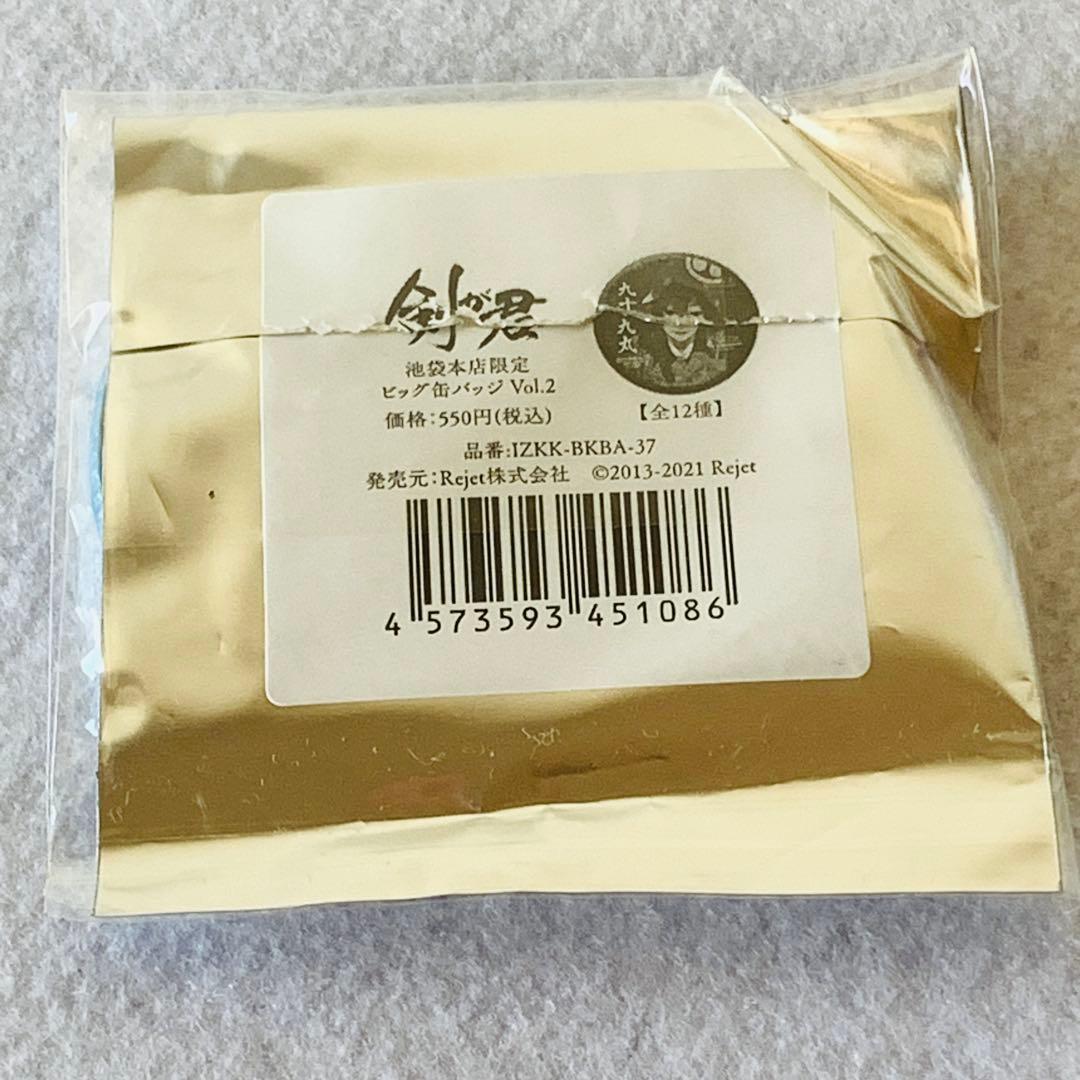 剣が君
九十九丸
池袋本店限定
ビッグ缶バッジ Vol.2
価格:550円(税込)
【全12種】
品番:IZKK-BKBA-37
発売元:Rejet株式会社 ©2013-2021 Rejet
4 573593 451086